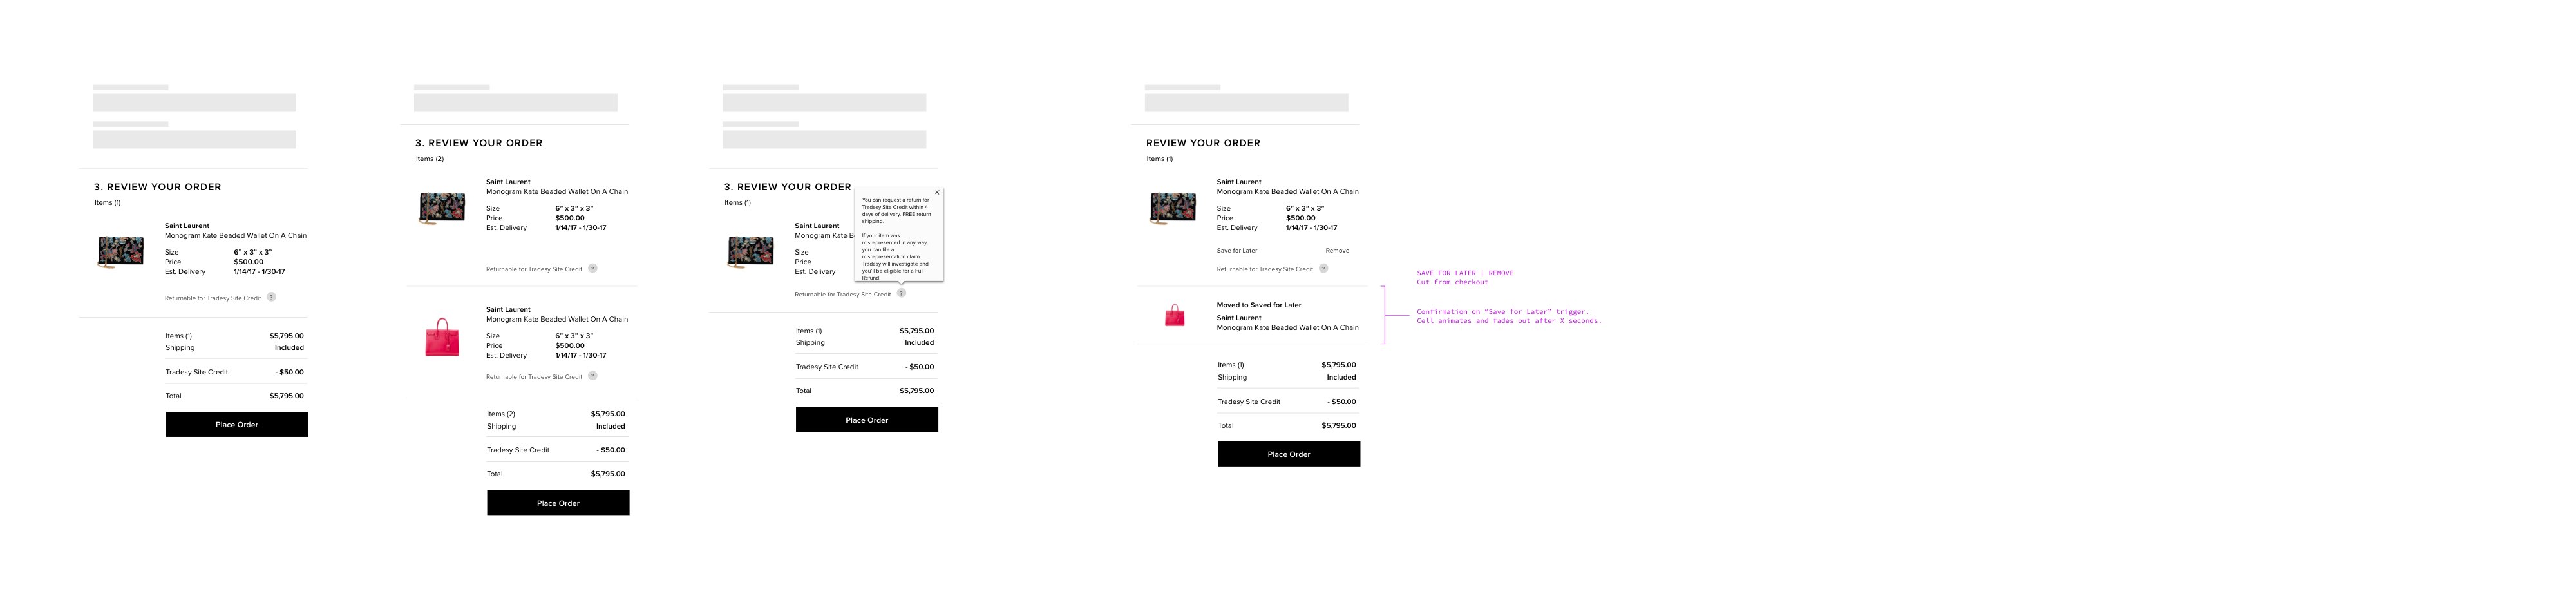 3. REVIEW YOUR ORDER
Items (1)
Saint Laurent
Monogram Kate Beaded Wallet On A Chain
Size 6" x 3" x 3"
Price $500.00
Est. Delivery 1/14/17 - 1/30-17
Returnable for Tradesy Site Credit ?
Items (1) $5,795.00
Shipping Included
Tradesy Site Credit - $50.00
Total $5,795.00
Place Order
3. REVIEW YOUR ORDER
Items (2)
Saint Laurent
Monogram Kate Beaded Wallet On A Chain
Size 6" x 3" x 3"
Price $500.00
Est. Delivery 1/14/17 - 1/30-17
Returnable for Tradesy Site Credit ?
Saint Laurent
Monogram Kate Beaded Wallet On A Chain
Size 6" x 3" x 3"
Price $500.00
Est. Delivery 1/14/17 - 1/30-17
Returnable for Tradesy Site Credit ?
Items (2) $5,795.00
Shipping Included
Tradesy Site Credit - $50.00
Total $5,795.00
Place Order
3. REVIEW YOUR ORDER
Items (1)
Saint Laurent
Monogram Kate B
Size
Price
Est. Delivery
You can request a return for
Tradesy Site Credit within 4
days of delivery. FREE return
shipping.
If your item was
misrepresented in any way,
you can file a
misrepresentation claim.
Tradesy will investigate and
you'll be eligible for a Full
Refund.
Returnable for Tradesy Site Credit ?
Items (1) $5,795.00
Shipping Included
Tradesy Site Credit - $50.00
Total $5,795.00
Place Order
REVIEW YOUR ORDER
Items (1)
Saint Laurent
Monogram Kate Beaded Wallet On A Chain
Size 6" x 3" x 3"
Price $500.00
Est. Delivery 1/14/17 - 1/30-17
Save for Later Remove
Returnable for Tradesy Site Credit ?
Moved to Saved for Later
Saint Laurent
Monogram Kate Beaded Wallet On A Chain
Items (1) $5,795.00
Shipping Included
Tradesy Site Credit - $50.00
Total $5,795.00
Place Order
SAVE FOR LATER | REMOVE
Cut from checkout
Confirmation on “Save for Later” trigger.
Cell animates and fades out after X seconds.